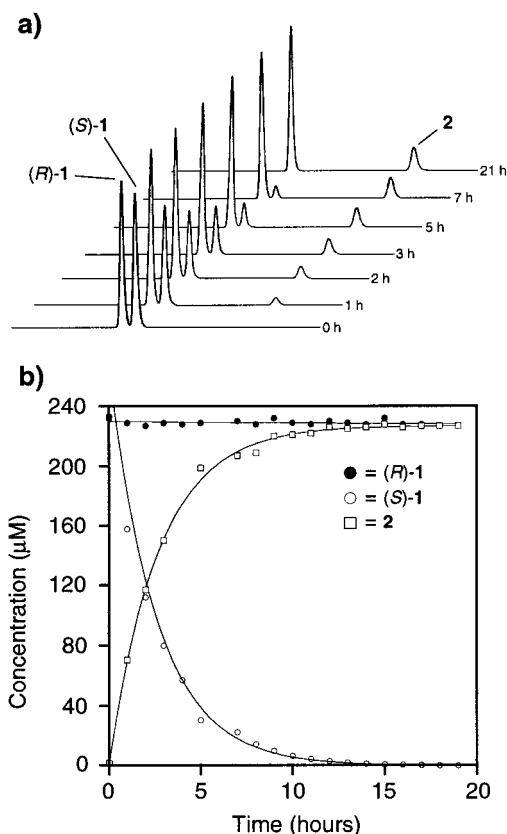 a)
(S)-1
2
(R)-1
21 h
7 h
5 h
3 h
2 h
1 h
0 h
b)
240
● = (R)-1
200
○ = (S)-1
□ = 2
160
120
80
40
0
Concentration (μM)
0 5 10 15 20
Time (hours)